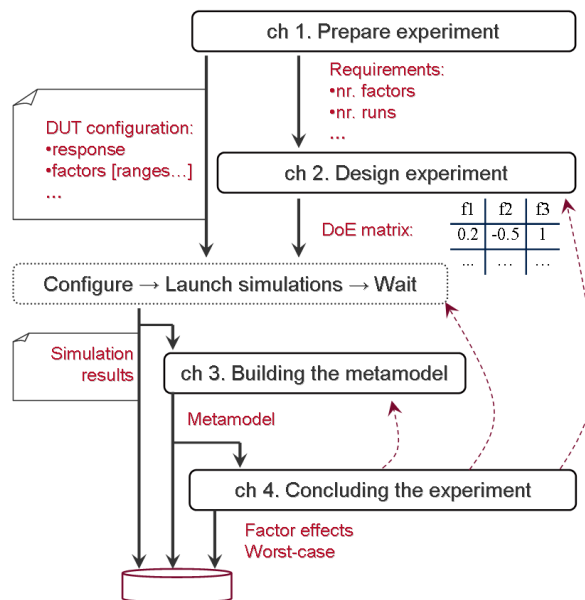 ch 1. Prepare experiment
Requirements:
•nr. factors
•nr. runs
...
DUT configuration:
•response
•factors [ranges...]
...
ch 2. Design experiment
DoE matrix:
f1 f2 f3
0.2 -0.5 1
... ... ...
Configure → Launch simulations → Wait
Simulation
results
ch 3. Building the metamodel
Metamodel
ch 4. Concluding the experiment
Factor effects
Worst-case